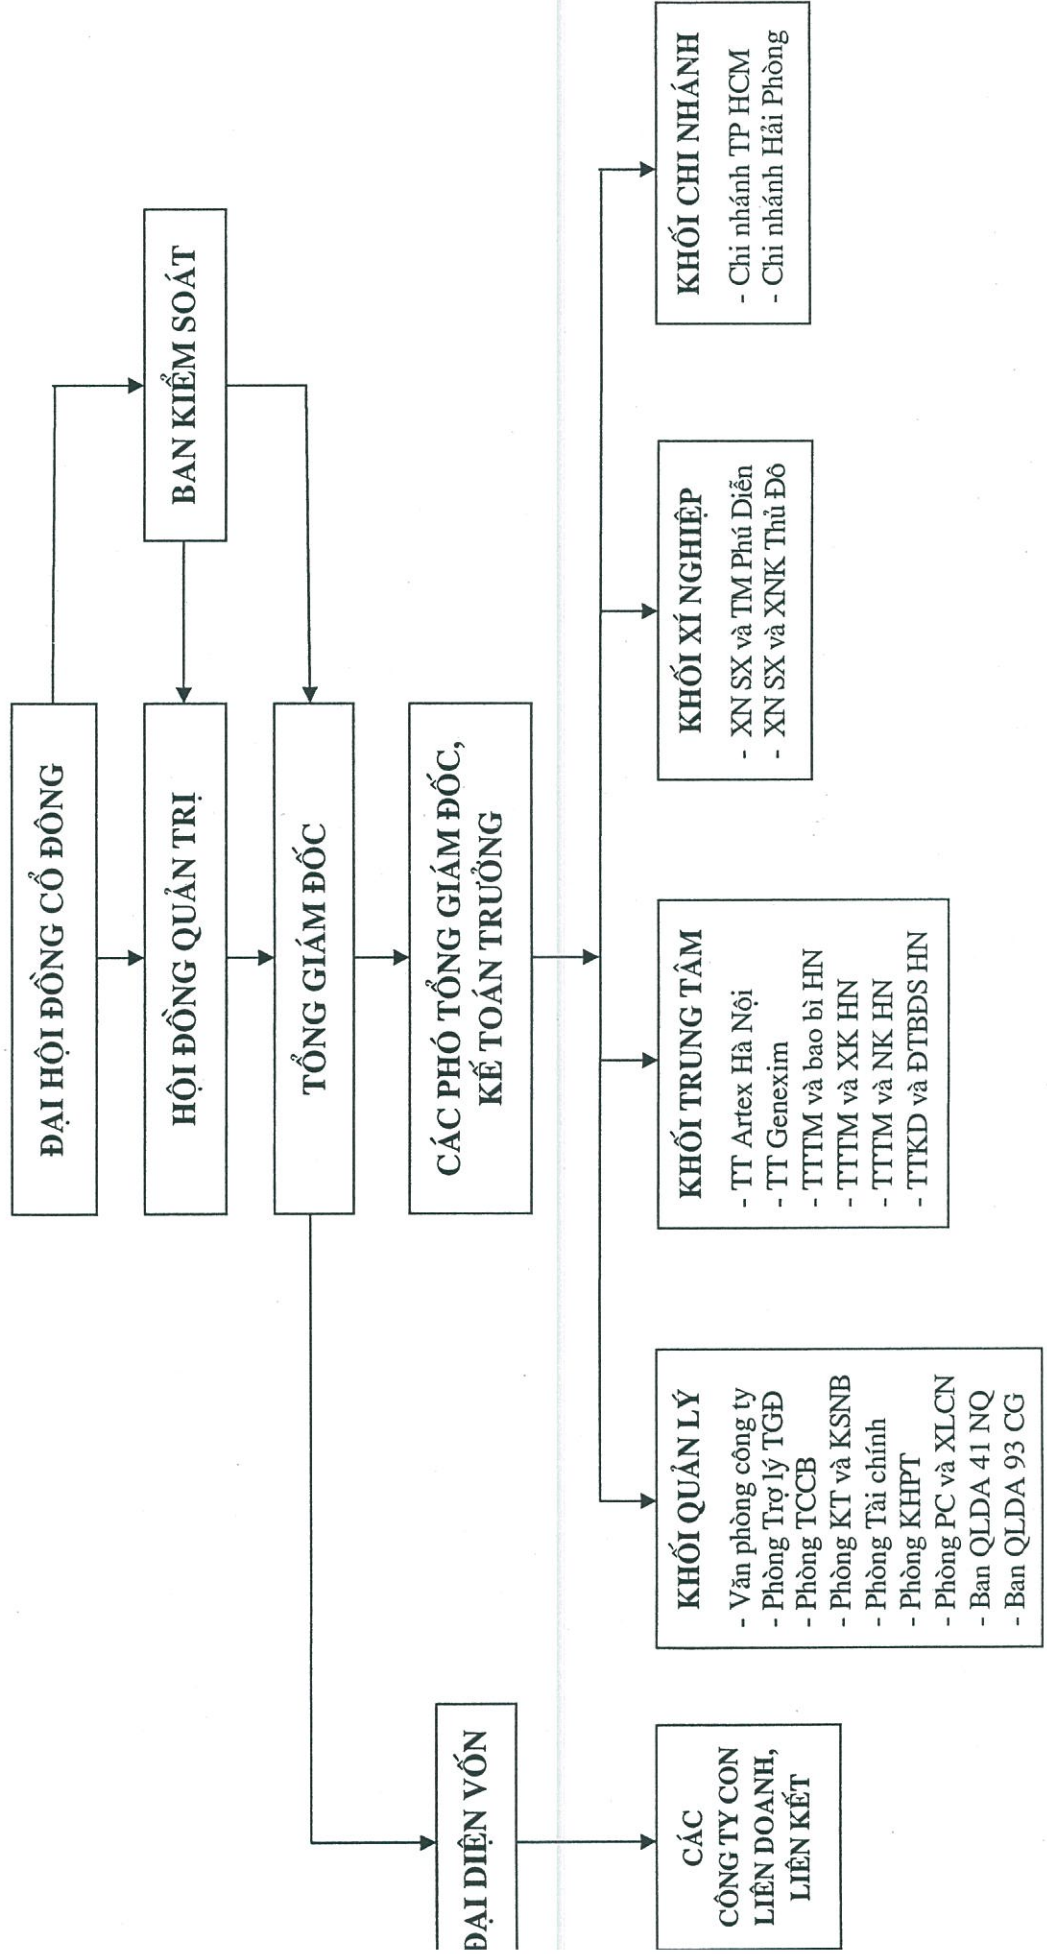 ĐẠI HỘI ĐỒNG CỔ ĐÔNG
BAN KIỂM SOÁT
HỘI ĐỒNG QUẢN TRỊ
TỔNG GIÁM ĐỐC
CÁC PHÓ TỔNG GIÁM ĐỐC,
KẾ TOÁN TRƯỞNG
ĐẠI DIỆN VỐN
CÁC
CÔNG TY CON
LIÊN DOANH,
LIÊN KẾT
KHỐI QUẢN LÝ
- Văn phòng công ty
- Phòng Trợ lý TGĐ
- Phòng TCCB
- Phòng KT và KSNB
- Phòng Tài chính
- Phòng KHPT
- Phòng PC và XLCN
- Ban QLDA 41 NQ
- Ban QLDA 93 CG
KHỐI TRUNG TÂM
- TT Artex Hà Nội
- TT Genexim
- TTTM và bao bì HN
- TTTM và XK HN
- TTTM và NK HN
- TTKD và ĐTBĐS HN
KHỐI XÍ NGHIỆP
- XN SX và TM Phú Diễn
- XN SX và XNK Thủ Đô
KHỐI CHI NHÁNH
- Chi nhánh TP HCM
- Chi nhánh Hải Phòng